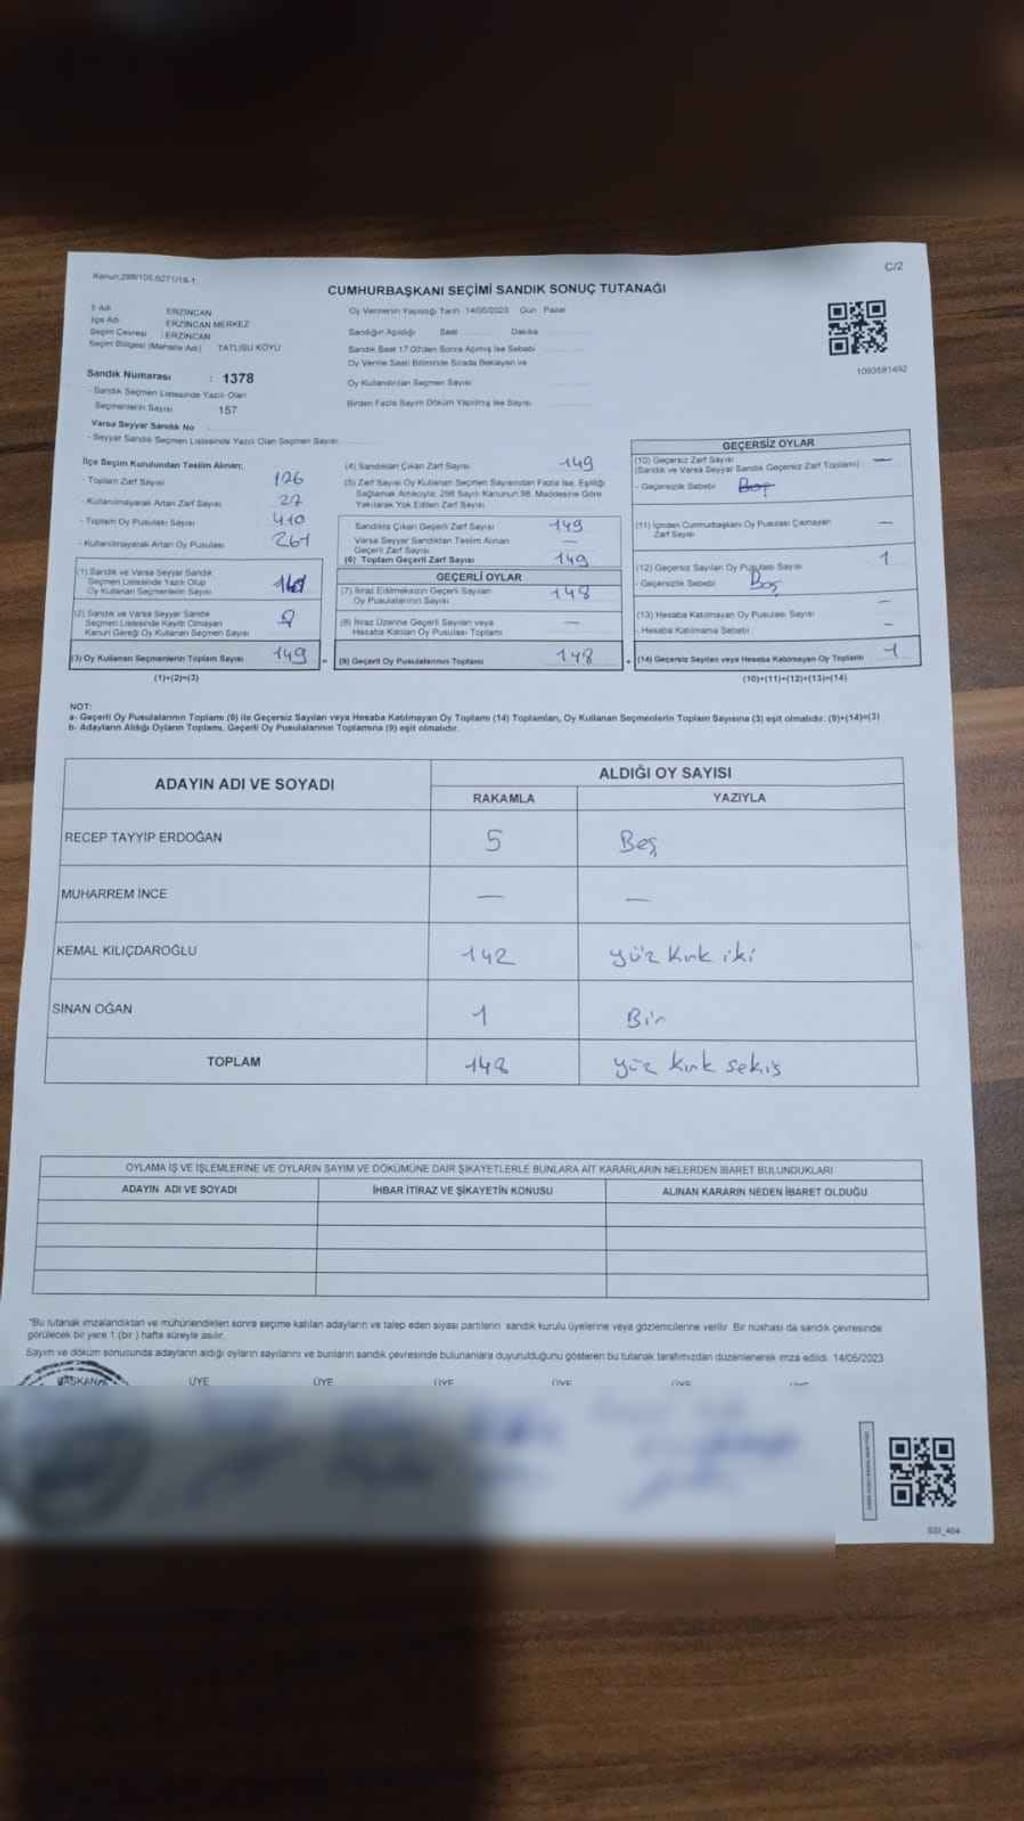 C/2
CUMHURBAŞKANI SEÇİMİ SANDIK SONUÇ TUTANAĞI
İl Adı ERZİNCAN
İlçe Adı ERZİNCAN MERKEZ
Seçim Çevresi : ERZİNCAN
Seçim Bölgesi (Mahalle Adı) TATLISU KÖYÜ
Oy Vermenin Yapıldığı Tarih 14/05/2023 Gün Pazar
Sandığın Açıldığı Saat Dakika
Sandık Saat 17.00'den Sonra Açılmış İse Sebebi
Oy Verme Saati Bitiminde Sırada Bekleyen ve
Oy Kullandırılan Seçmen Sayısı
Birden Fazla Sayım Döküm Yapılmış İse Sayısı
Sandık Numarası : 1378
- Sandık Seçmen Listesinde Yazılı Olan
Seçmenlerin Sayısı 157
Varsa Seyyar Sandık No
- Seyyar Sandık Seçmen Listesinde Yazılı Olan Seçmen Sayısı
İlçe Seçim Kurulundan Teslim Alınan;
- Toplam Zarf Sayısı
- Kullanılmayarak Artan Zarf Sayısı 27
- Toplam Oy Pusulası Sayısı 410
- Kullanılmayarak Artan Oy Pusulası 261
(1) Sandık ve Varsa Seyyar Sandık
Seçmen Listesinde Yazılı Olup
Oy Kullanan Seçmenlerin Sayısı
(2) Sandık ve Varsa Seyyar Sandık
Seçmen Listesinde Kayıtlı Olmayan
Kanun Gereği Oy Kullanan Seçmen Sayısı
(3) Oy Kullanan Seçmenlerin Toplam Sayısı 149
(1)+(2)=(3)
(4) Sandıktan Çıkan Zarf Sayısı 149
(5) Zarf Sayısı Oy Kullanan Seçmen Sayısından Fazla İse, Eşitliği
Sağlamak Amacıyla, 298 Sayılı Kanunun 98. Maddesine Göre
Yakılarak Yok Edilen Zarf Sayısı
Sandıkta Çıkan Geçerli Zarf Sayısı 149
Varsa Seyyar Sandıktan Teslim Alınan
Geçerli Zarf Sayısı —
(6) Toplam Geçerli Zarf Sayısı 149
GEÇERLİ OYLAR
(7) İtiraz Edilmeksizin Geçerli Sayılan
Oy Pusulalarının Sayısı 148
(8) İtiraz Üzerine Geçerli Sayılan veya
Hesaba Katılan Oy Pusulası Toplamı —
(9) Geçerli Oy Pusulalarının Toplamı 148
GEÇERSİZ OYLAR
(10) Geçersiz Zarf Sayısı —
(Sandık ve Varsa Seyyar Sandık Geçersiz Zarf Toplamı)
- Geçersizlik Sebebi Boş
(11) İçinden Cumhurbaşkanı Oy Pusulası Çıkmayan
Zarf Sayısı —
(12) Geçersiz Sayılan Oy Pusulası Sayısı 1
- Geçersizlik Sebebi Boş
(13) Hesaba Katılmayan Oy Pusulası Sayısı —
- Hesaba Katılmama Sebebi —
(14) Geçersiz Sayılan veya Hesaba Katılmayan Oy Toplamı 1
(10)+(11)+(12)+(13)=(14)
NOT:
a- Geçerli Oy Pusulalarının Toplamı (9) ile Geçersiz Sayılan veya Hesaba Katılmayan Oy Toplamı (14) Toplamları, Oy Kullanan Seçmenlerin Toplam Sayısına (3) eşit olmalıdır. (9)+(14)=(3)
b- Adayların Aldığı Oyların Toplamı, Geçerli Oy Pusulalarının Toplamına (9) eşit olmalıdır.
ADAYIN ADI VE SOYADI
ALDIĞI OY SAYISI
RAKAMLA YAZIYLA
RECEP TAYYİP ERDOĞAN 5 Beş
MUHARREM İNCE — —
KEMAL KILIÇDAROĞLU 142 yüz kırk iki
SİNAN OĞAN 1 Bir
TOPLAM 148 yüz kırk sekiz
OYLAMA İŞ VE İŞLEMLERİNE VE OYLARIN SAYIM VE DÖKÜMÜNE DAİR ŞİKAYETLERLE BUNLARA AİT KARARLARIN NELERDEN İBARET BULUNDUKLARI
ADAYIN ADI VE SOYADI İHBAR İTİRAZ VE ŞİKAYETİN KONUSU ALINAN KARARIN NEDEN İBARET OLDUĞU
"Bu tutanak imzalandıktan ve mühürlendikten sonra seçime katılan adayların ve talep eden siyasi partilerin sandık kurulu üyelerine veya gözlemcilerine verilir. Bir nüshası da sandık çevresinde
görülecek bir yere 1 (bir) hafta süreyle asılır.
Sayım ve döküm sonucunda adayların aldığı oyların sayılarını ve bunların sandık çevresinde bulunanlara duyurulduğunu gösteren bu tutanak tarafımızdan düzenlenerek imza edildi. 14/05/2023
BAŞKAN ÜYE ÜYE ÜYE ÜYE ÜYE